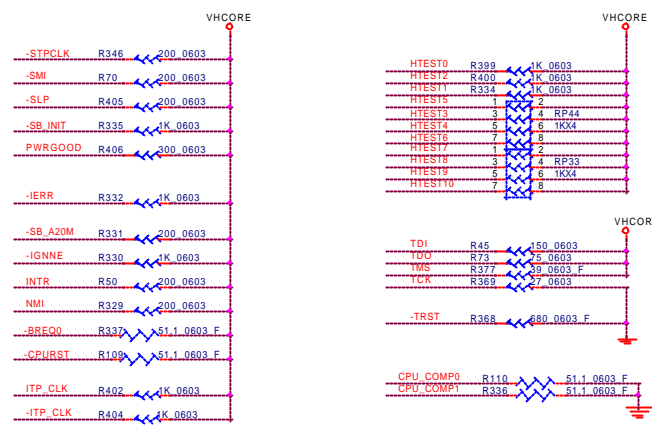 VHCORE
-STPCLK R346 200_0603
-SMI R70 200_0603
-SLP R405 200_0603
-SB_INIT R335 1K_0603
PWRGOOD R406 300_0603
-IERR R332 1K_0603
-SB_A20M R331 200_0603
-IGNNE R330 1K_0603
INTR R50 200_0603
NMI R329 200_0603
-BREQ0 R337 51.1_0603_F
-CPURST R109 51.1_0603_F
ITP_CLK R402 1K_0603
-ITP_CLK R404 1K_0603
VHCORE
HTEST0 R399 1K_0603
HTEST2 R400 1K_0603
HTEST1 R334 1K_0603
HTEST5 1 2
HTEST3 3 4 RP44
HTEST4 5 6 1KX4
HTEST6 7 8
HTEST7 1 2
HTEST8 3 4 RP33
HTEST9 5 6 1KX4
HTEST10 7 8
VHCOR
TDI R45 150_0603
TDO R73 75_0603
TMS R377 39_0603_F
TCK R369 27_0603
-TRST R368 680_0603_F
CPU_COMP0 R110 51.1_0603_F
CPU_COMP1 R336 51.1_0603_F